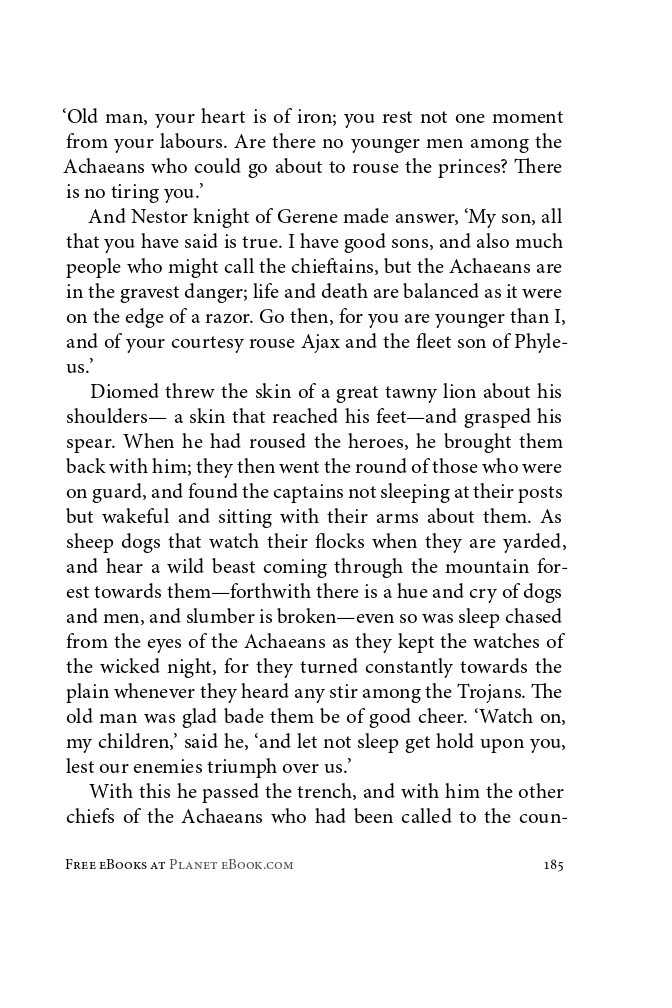 ‘Old man, your heart is of iron; you rest not one moment
from your labours. Are there no younger men among the
Achaeans who could go about to rouse the princes? There
is no tiring you.’
And Nestor knight of Gerene made answer, ‘My son, all
that you have said is true. I have good sons, and also much
people who might call the chieftains, but the Achaeans are
in the gravest danger; life and death are balanced as it were
on the edge of a razor. Go then, for you are younger than I,
and of your courtesy rouse Ajax and the fleet son of Phyle-
us.’
Diomed threw the skin of a great tawny lion about his
shoulders— a skin that reached his feet—and grasped his
spear. When he had roused the heroes, he brought them
back with him; they then went the round of those who were
on guard, and found the captains not sleeping at their posts
but wakeful and sitting with their arms about them. As
sheep dogs that watch their flocks when they are yarded,
and hear a wild beast coming through the mountain for-
est towards them—forthwith there is a hue and cry of dogs
and men, and slumber is broken—even so was sleep chased
from the eyes of the Achaeans as they kept the watches of
the wicked night, for they turned constantly towards the
plain whenever they heard any stir among the Trojans. The
old man was glad bade them be of good cheer. ‘Watch on,
my children,’ said he, ‘and let not sleep get hold upon you,
lest our enemies triumph over us.’
With this he passed the trench, and with him the other
chiefs of the Achaeans who had been called to the coun-
Free eBooks at Planet eBook.com 185